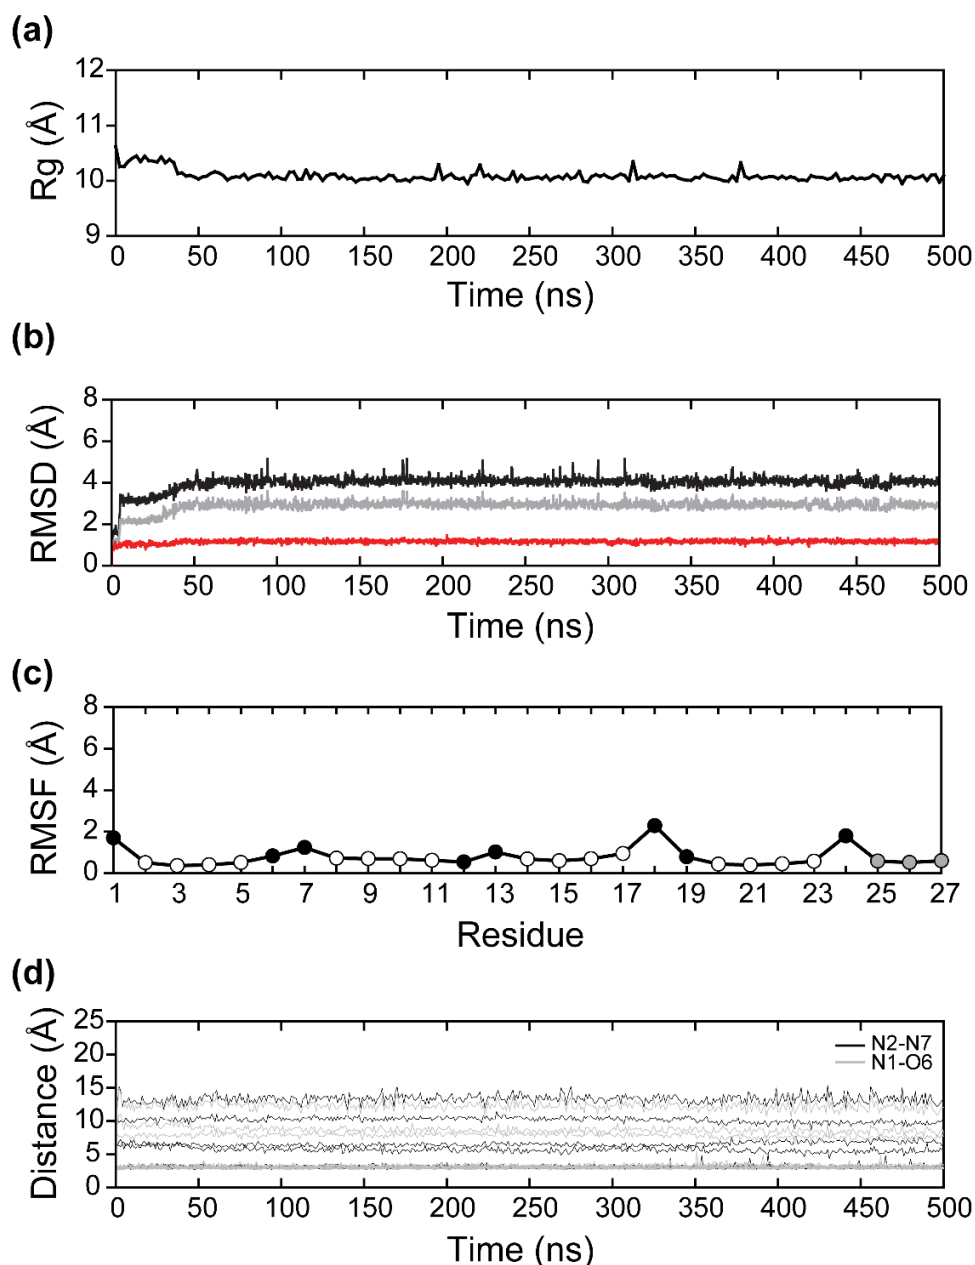 (a)
12
11
10
9
Rg (Å)
0 50 100 150 200 250 300 350 400 450 500
Time (ns)
(b)
8
6
4
2
0
RMSD (Å)
0 50 100 150 200 250 300 350 400 450 500
Time (ns)
(c)
8
6
4
2
0
RMSF (Å)
1 3 5 7 9 11 13 15 17 19 21 23 25 27
Residue
(d)
25
20
15
10
5
0
Distance (Å)
N2-N7
N1-O6
0 50 100 150 200 250 300 350 400 450 500
Time (ns)